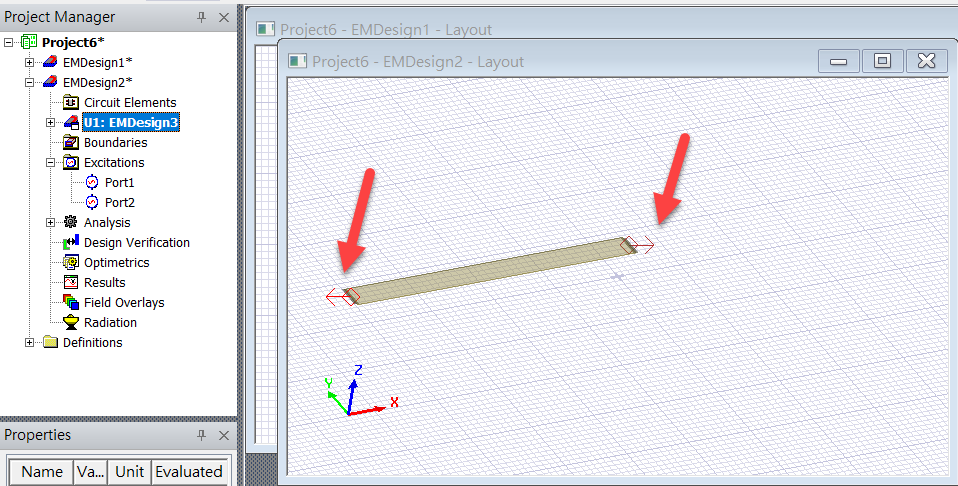 Project Manager
Project6*
EMDesign1*
EMDesign2*
Circuit Elements
U1: EMDesign3
Boundaries
Excitations
Port1
Port2
Analysis
Design Verification
Optimetrics
Results
Field Overlays
Radiation
Definitions
Properties
Name Va... Unit Evaluated
Project6 - EMDesign1 - Layout
Project6 - EMDesign2 - Layout
Z
Y
X